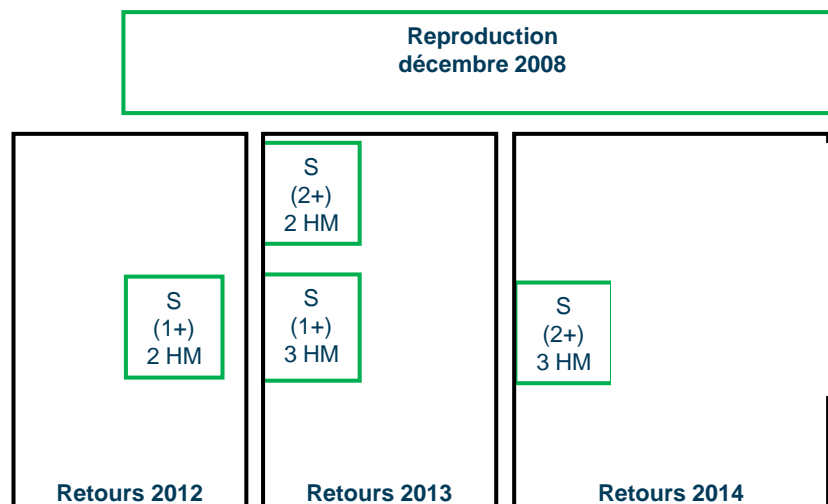 Reproduction
décembre 2008
S
(1+)
2 HM
Retours 2012
S
(2+)
2 HM
S
(1+)
3 HM
Retours 2013
S
(2+)
3 HM
Retours 2014